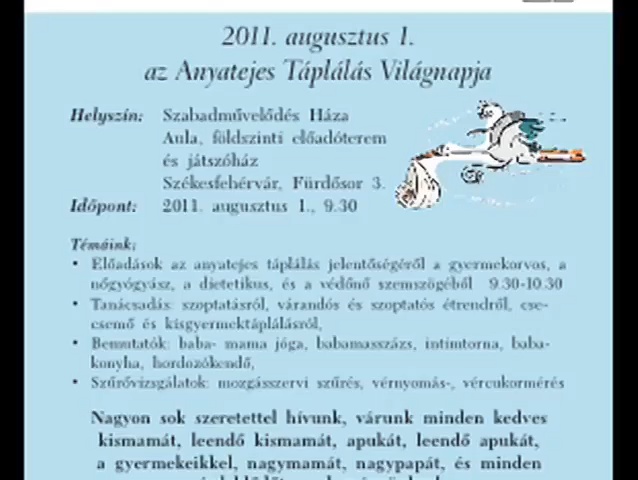 2011. augusztus 1.
az Anyatejes Táplálás Világnapja
Helyszín: Szabadművelődés Háza
Aula, földszinti előadóterem
és játszóház
Székesfehérvár, Fürdősor 3.
Időpont: 2011. augusztus 1., 9.30
Témáink:
• Előadások az anyatejes táplálás jelentőségéről a gyermekorvos, a
nőgyógyász, a dietetikus, és a védőnő szemszögéből 9.30-10.30
• Tanácsadás: szoptatásról, várandós és szoptatós étrendről, cse-
csemő és kisgyermektáplálásról,
• Bemutatók: baba- mama jóga, babamasszázs, intimtorna, baba-
konyha, hordozókendő,
• Szűrővizsgálatok: mozgásszervi szűrés, vérnyomás-, vércukormérés
Nagyon sok szeretettel hívunk, várunk minden kedves
kismamát, leendő kismamát, apukát, leendő apukát,
a gyermekeikkel, nagymamát, nagypapát, és minden